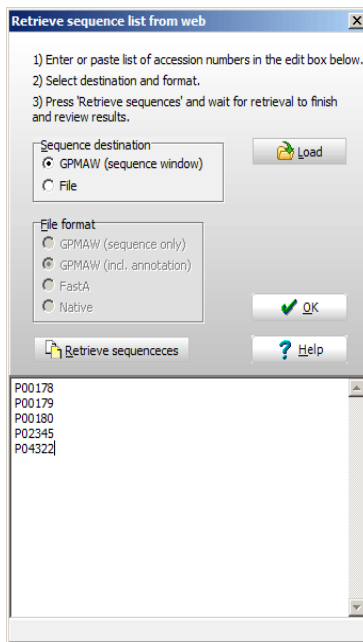 Retrieve sequence list from web
1) Enter or paste list of accession numbers in the edit box below.
2) Select destination and format.
3) Press 'Retrieve sequences' and wait for retrieval to finish
and review results.
Sequence destination
GPMAW (sequence window)
File
Load
File format
GPMAW (sequence only)
GPMAW (incl. annotation)
FastA
Native
OK
Retrieve sequenceces
Help
P00178
P00179
P00180
P02345
P04322